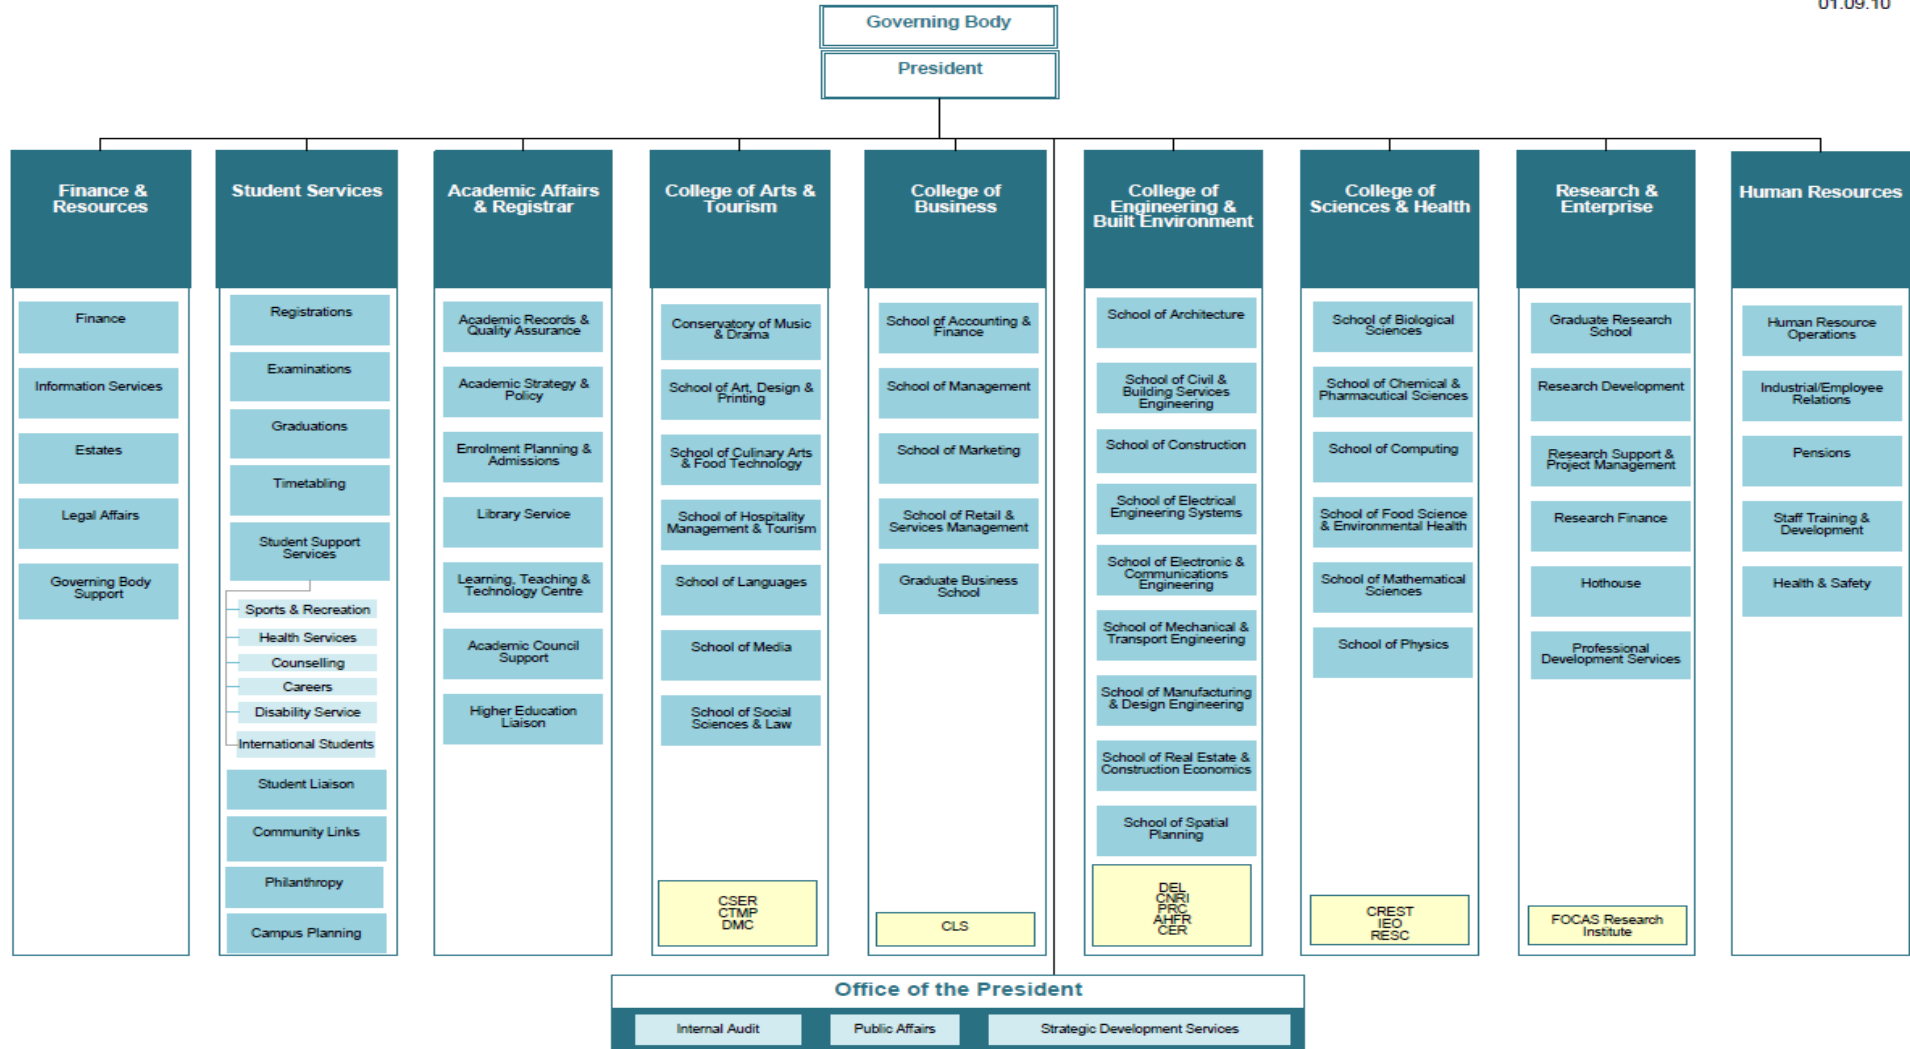 01.09.10
Governing Body
President
Finance &
Resources
Finance
Information Services
Estates
Legal Affairs
Governing Body
Support
Student Services
Registrations
Examinations
Graduations
Timetabling
Student Support
Services
Sports & Recreation
Health Services
Counselling
Careers
Disability Service
International Students
Student Liaison
Community Links
Philanthropy
Campus Planning
Academic Affairs
& Registrar
Academic Records &
Quality Assurance
Academic Strategy &
Policy
Enrolment Planning &
Admissions
Library Service
Learning, Teaching &
Technology Centre
Academic Council
Support
Higher Education
Liaison
College of Arts &
Tourism
Conservatory of Music
& Drama
School of Art, Design &
Printing
School of Culinary Arts
& Food Technology
School of Hospitality
Management & Tourism
School of Languages
School of Media
School of Social
Sciences & Law
CSER
CTMP
DMC
College of
Business
School of Accounting &
Finance
School of Management
School of Marketing
School of Retail &
Services Management
Graduate Business
School
CLS
College of
Engineering &
Built Environment
School of Architecture
School of Civil &
Building Services
Engineering
School of Construction
School of Electrical
Engineering Systems
School of Electronic &
Communications
Engineering
School of Mechanical &
Transport Engineering
School of Manufacturing
& Design Engineering
School of Real Estate &
Construction Economics
School of Spatial
Planning
DEL
CNRI
PRC
AHFR
CER
College of
Sciences & Health
School of Biological
Sciences
School of Chemical &
Pharmacutical Sciences
School of Computing
School of Food Science
& Environmental Health
School of Mathematical
Sciences
School of Physics
CREST
IEO
RESC
Research &
Enterprise
Graduate Research
School
Research Development
Research Support &
Project Management
Research Finance
Hothouse
Professional
Development Services
FOCAS Research
Institute
Human Resources
Human Resource
Operations
Industrial/Employee
Relations
Pensions
Staff Training &
Development
Health & Safety
Office of the President
Internal Audit
Public Affairs
Strategic Development Services